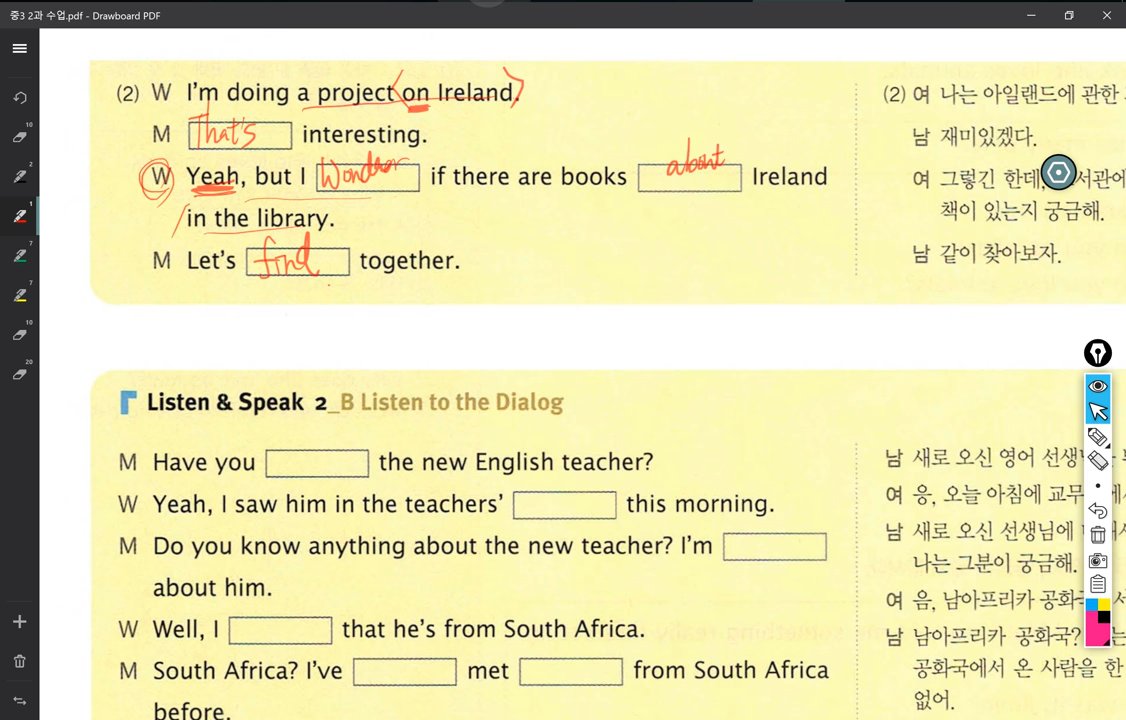 중3 2과 수업.pdf - Drawboard PDF
(2) W I'm doing a project on Ireland.
M That's interesting.
W Yeah, but I Wonder if there are books about Ireland
in the library.
M Let's find together.
(2) 여 나는 아일랜드에 관한
남 재미있겠다.
여 그렇긴 한데,
책이 있는지 궁금해.
남 같이 찾아보자.
Listen & Speak 2_B Listen to the Dialog
M Have you the new English teacher?
W Yeah, I saw him in the teachers' this morning.
M Do you know anything about the new teacher? I'm
about him.
W Well, I that he's from South Africa.
M South Africa? I've met from South Africa
before.
남 새로 오신 영어
여 응, 오늘 아침에
남 새로 오신 선생님에
나는 그분이 궁금해.
여 음, 남아프리카
남 남아프리카 공화국?
공화국에서 온 사람을 한
없어.
10
2
1
7
7
10
20